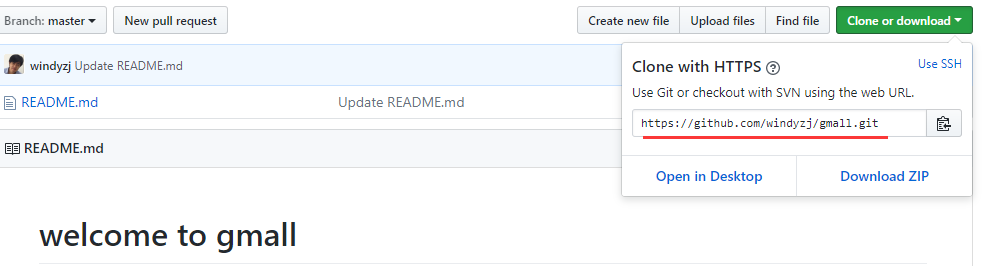 Branch: master New pull request Create new file Upload files Find file Clone or download
windyzj Update README.md
Clone with HTTPS ? Use SSH
Use Git or checkout with SVN using the web URL.
README.md Update README.md
https://github.com/windyzj/gmall.git
README.md
Open in Desktop Download ZIP
welcome to gmall